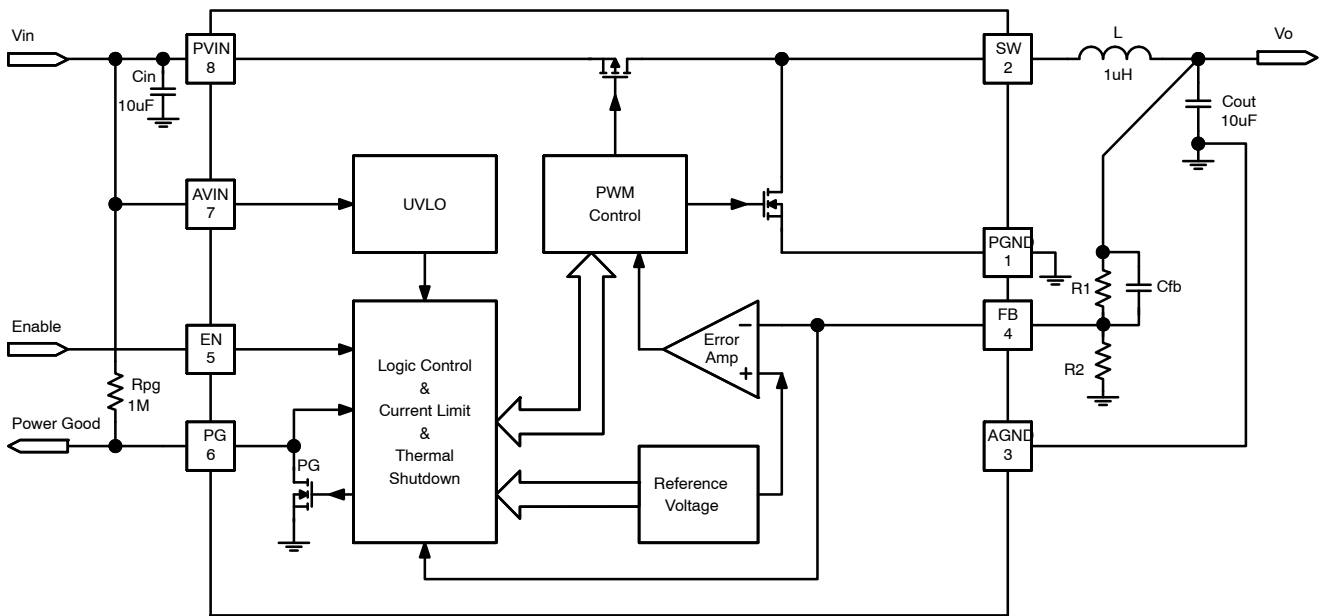 Vin
Cin
10uF
PVIN
8
SW
2
L
1uH
Vo
Cout
10uF
AVIN
7
UVLO
PWM
Control
PGND
1
R1
Cfb
Enable
EN
5
FB
4
−
Error
Amp
+
R2
Logic Control
&
Current Limit
&
Thermal
Shutdown
Rpg
1M
Power Good
PG
6
PG
Reference
Voltage
AGND
3